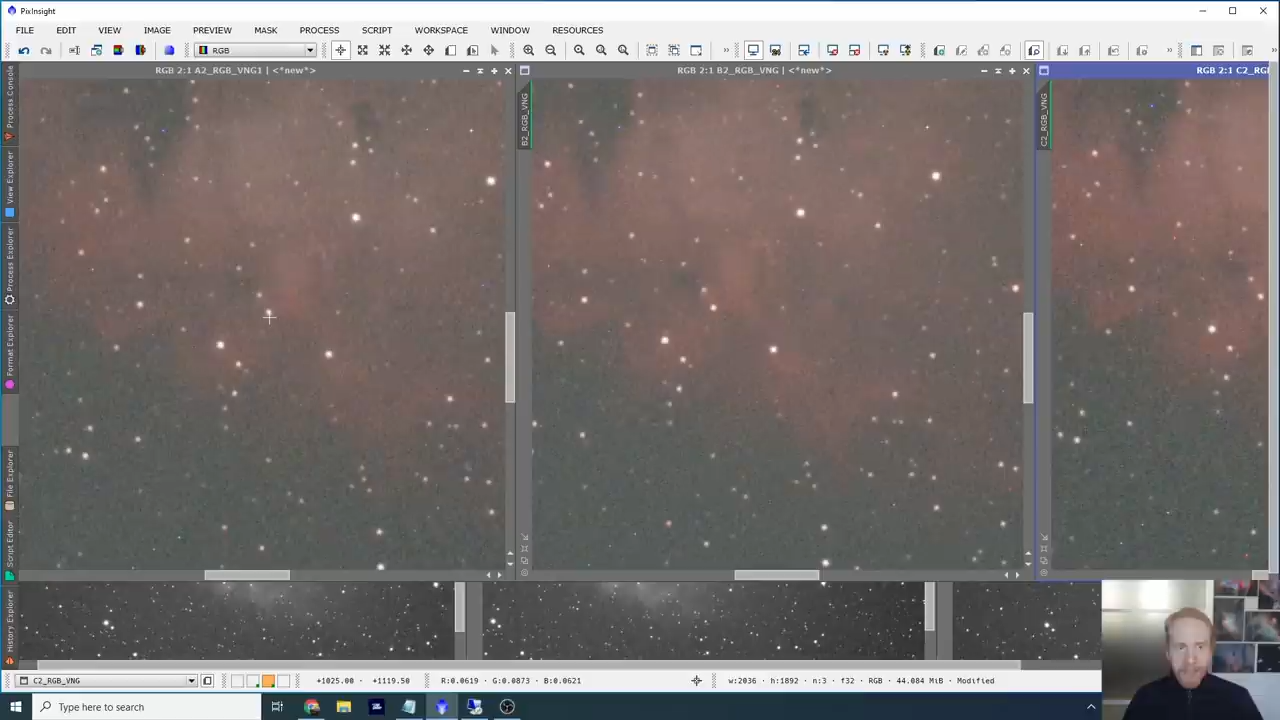 PixInsight
FILE EDIT VIEW IMAGE PREVIEW MASK PROCESS SCRIPT WORKSPACE WINDOW RESOURCES
RGB
RGB 2:1 A2_RGB_VNG1 | <*new*>
RGB 2:1 B2_RGB_VNG | <*new*>
RGB 2:1 C2_RGB
Process Console
View Explorer
Process Explorer
Format Explorer
File Explorer
Script Editor
History Explorer
B2_RGB_VNG
C2_RGB_VNG
C2_RGB_VNG
+1025.00 +1119.50
R:0.0619 G:0.0873 B:0.0621
w:2036 h:1892 n:3 f32 RGB 44.084 MiB Modified
Type here to search